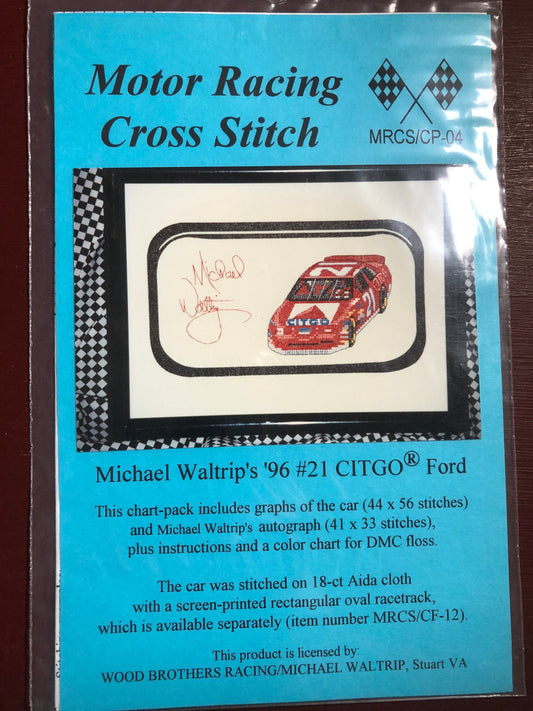 Motor Racing
Cross Stitch
MRCS/CP-04
Michael
Waltrip
CITGO
Michael Waltrip's '96 #21 CITGO® Ford
This chart-pack includes graphs of the car (44 x 56 stitches)
and Michael Waltrip's autograph (41 x 33 stitches),
plus instructions and a color chart for DMC floss.
The car was stitched on 18-ct Aida cloth
with a screen-printed rectangular oval racetrack,
which is available separately (item number MRCS/CF-12).
This product is licensed by:
WOOD BROTHERS RACING/MICHAEL WALTRIP, Stuart VA